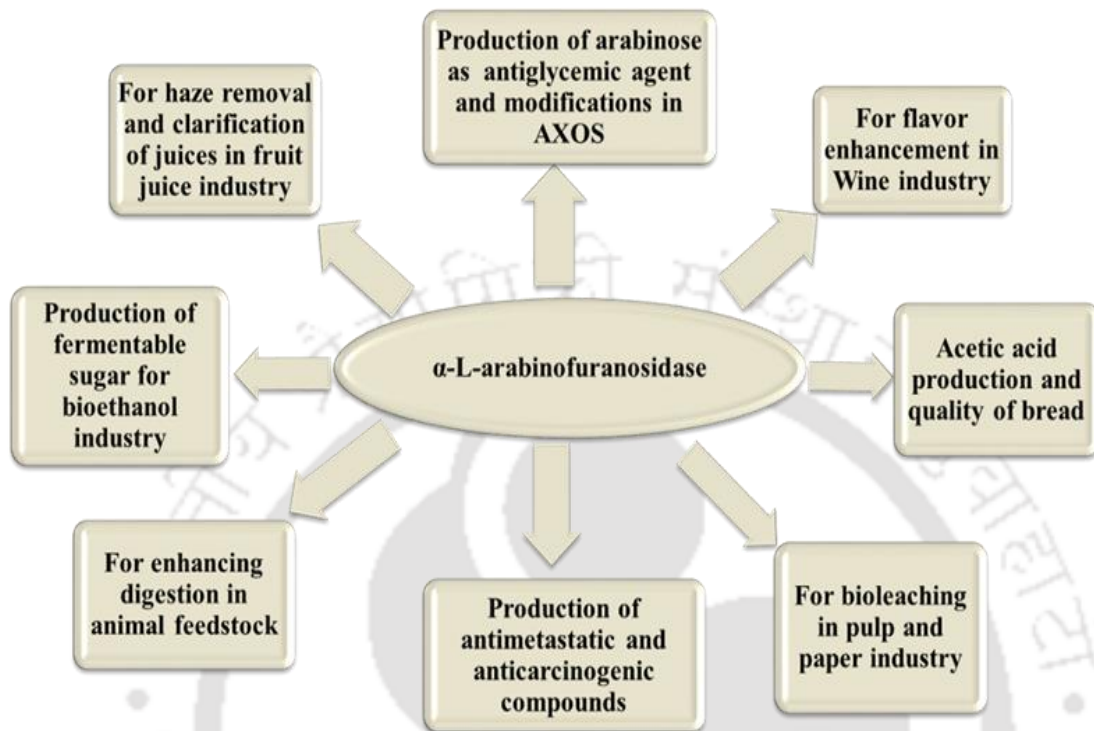 Production of arabinose
as antiglycemic agent
and modifications in
AXOS
For haze removal
and clarification
of juices in fruit
juice industry
For flavor
enhancement in
Wine industry
Production of
fermentable
sugar for
bioethanol
industry
α-L-arabinofuranosidase
Acetic acid
production and
quality of bread
For enhancing
digestion in
animal feedstock
Production of
antimetastatic and
anticarcinogenic
compounds
For bioleaching
in pulp and
paper industry